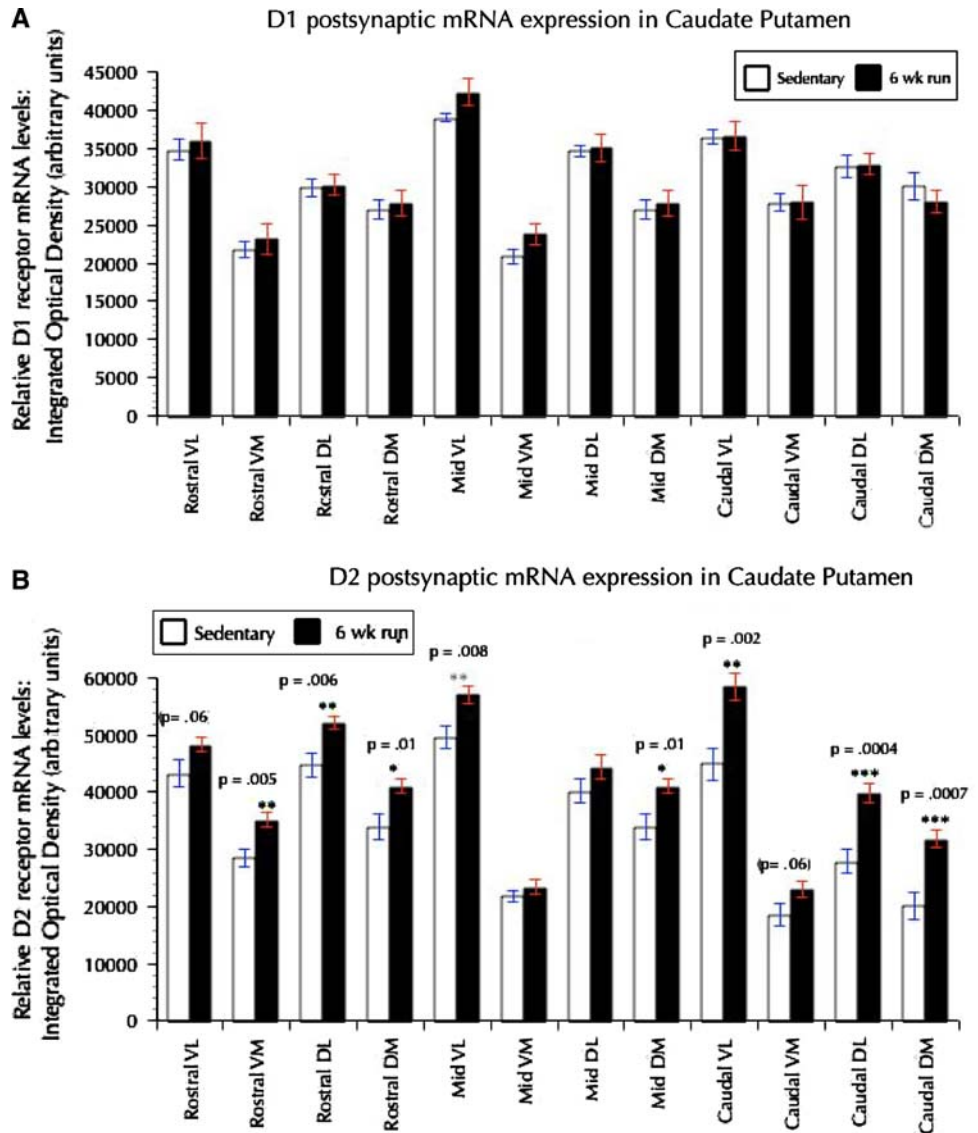 A
D1 postsynaptic mRNA expression in Caudate Putamen
Relative D1 receptor mRNA levels:
Integrated Optical Density (arbitrary units)
45000
40000
35000
30000
25000
20000
15000
10000
5000
0
Sedentary
6 wk run
Rostral VL
Rostral VM
Rostral DL
Rostral DM
Mid VL
Mid VM
Mid DL
Mid DM
Caudal VL
Caudal VM
Caudal DL
Caudal DM
B
D2 postsynaptic mRNA expression in Caudate Putamen
Relative D2 receptor mRNA levels:
Integrated Optical Density (arbitrary units)
Sedentary
6 wk run
60000
50000
40000
30000
20000
10000
0
(p= .06)
p = .005
**
p = .006
**
p = .01
*
p = .008
**
p = .01
*
p = .002
**
(p= .06)
p = .0004
***
p = .0007
***
Rostral VL
Rostral VM
Rostral DL
Rostral DM
Mid VL
Mid VM
Mid DL
Mid DM
Caudal VL
Caudal VM
Caudal DL
Caudal DM